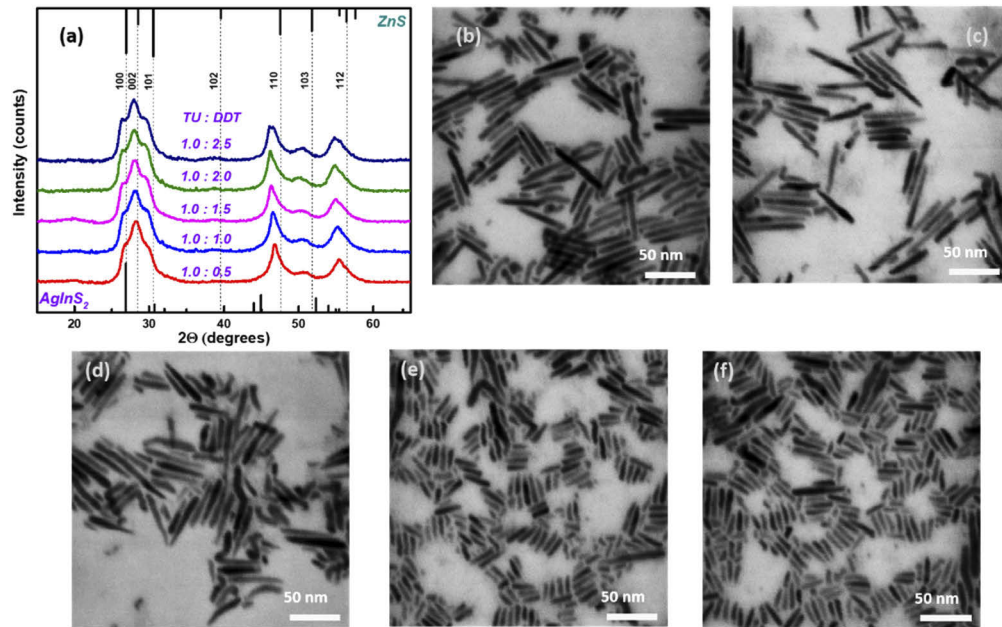 (a)
ZnS
100
002
101
102
110
103
112
TU : DDT
1.0 : 2.5
1.0 : 2.0
1.0 : 1.5
1.0 : 1.0
1.0 : 0.5
AgInS₂
Intensity (counts)
20 30 40 50 60
2Θ (degrees)
(b)
50 nm
(c)
50 nm
(d)
50 nm
(e)
50 nm
(f)
50 nm